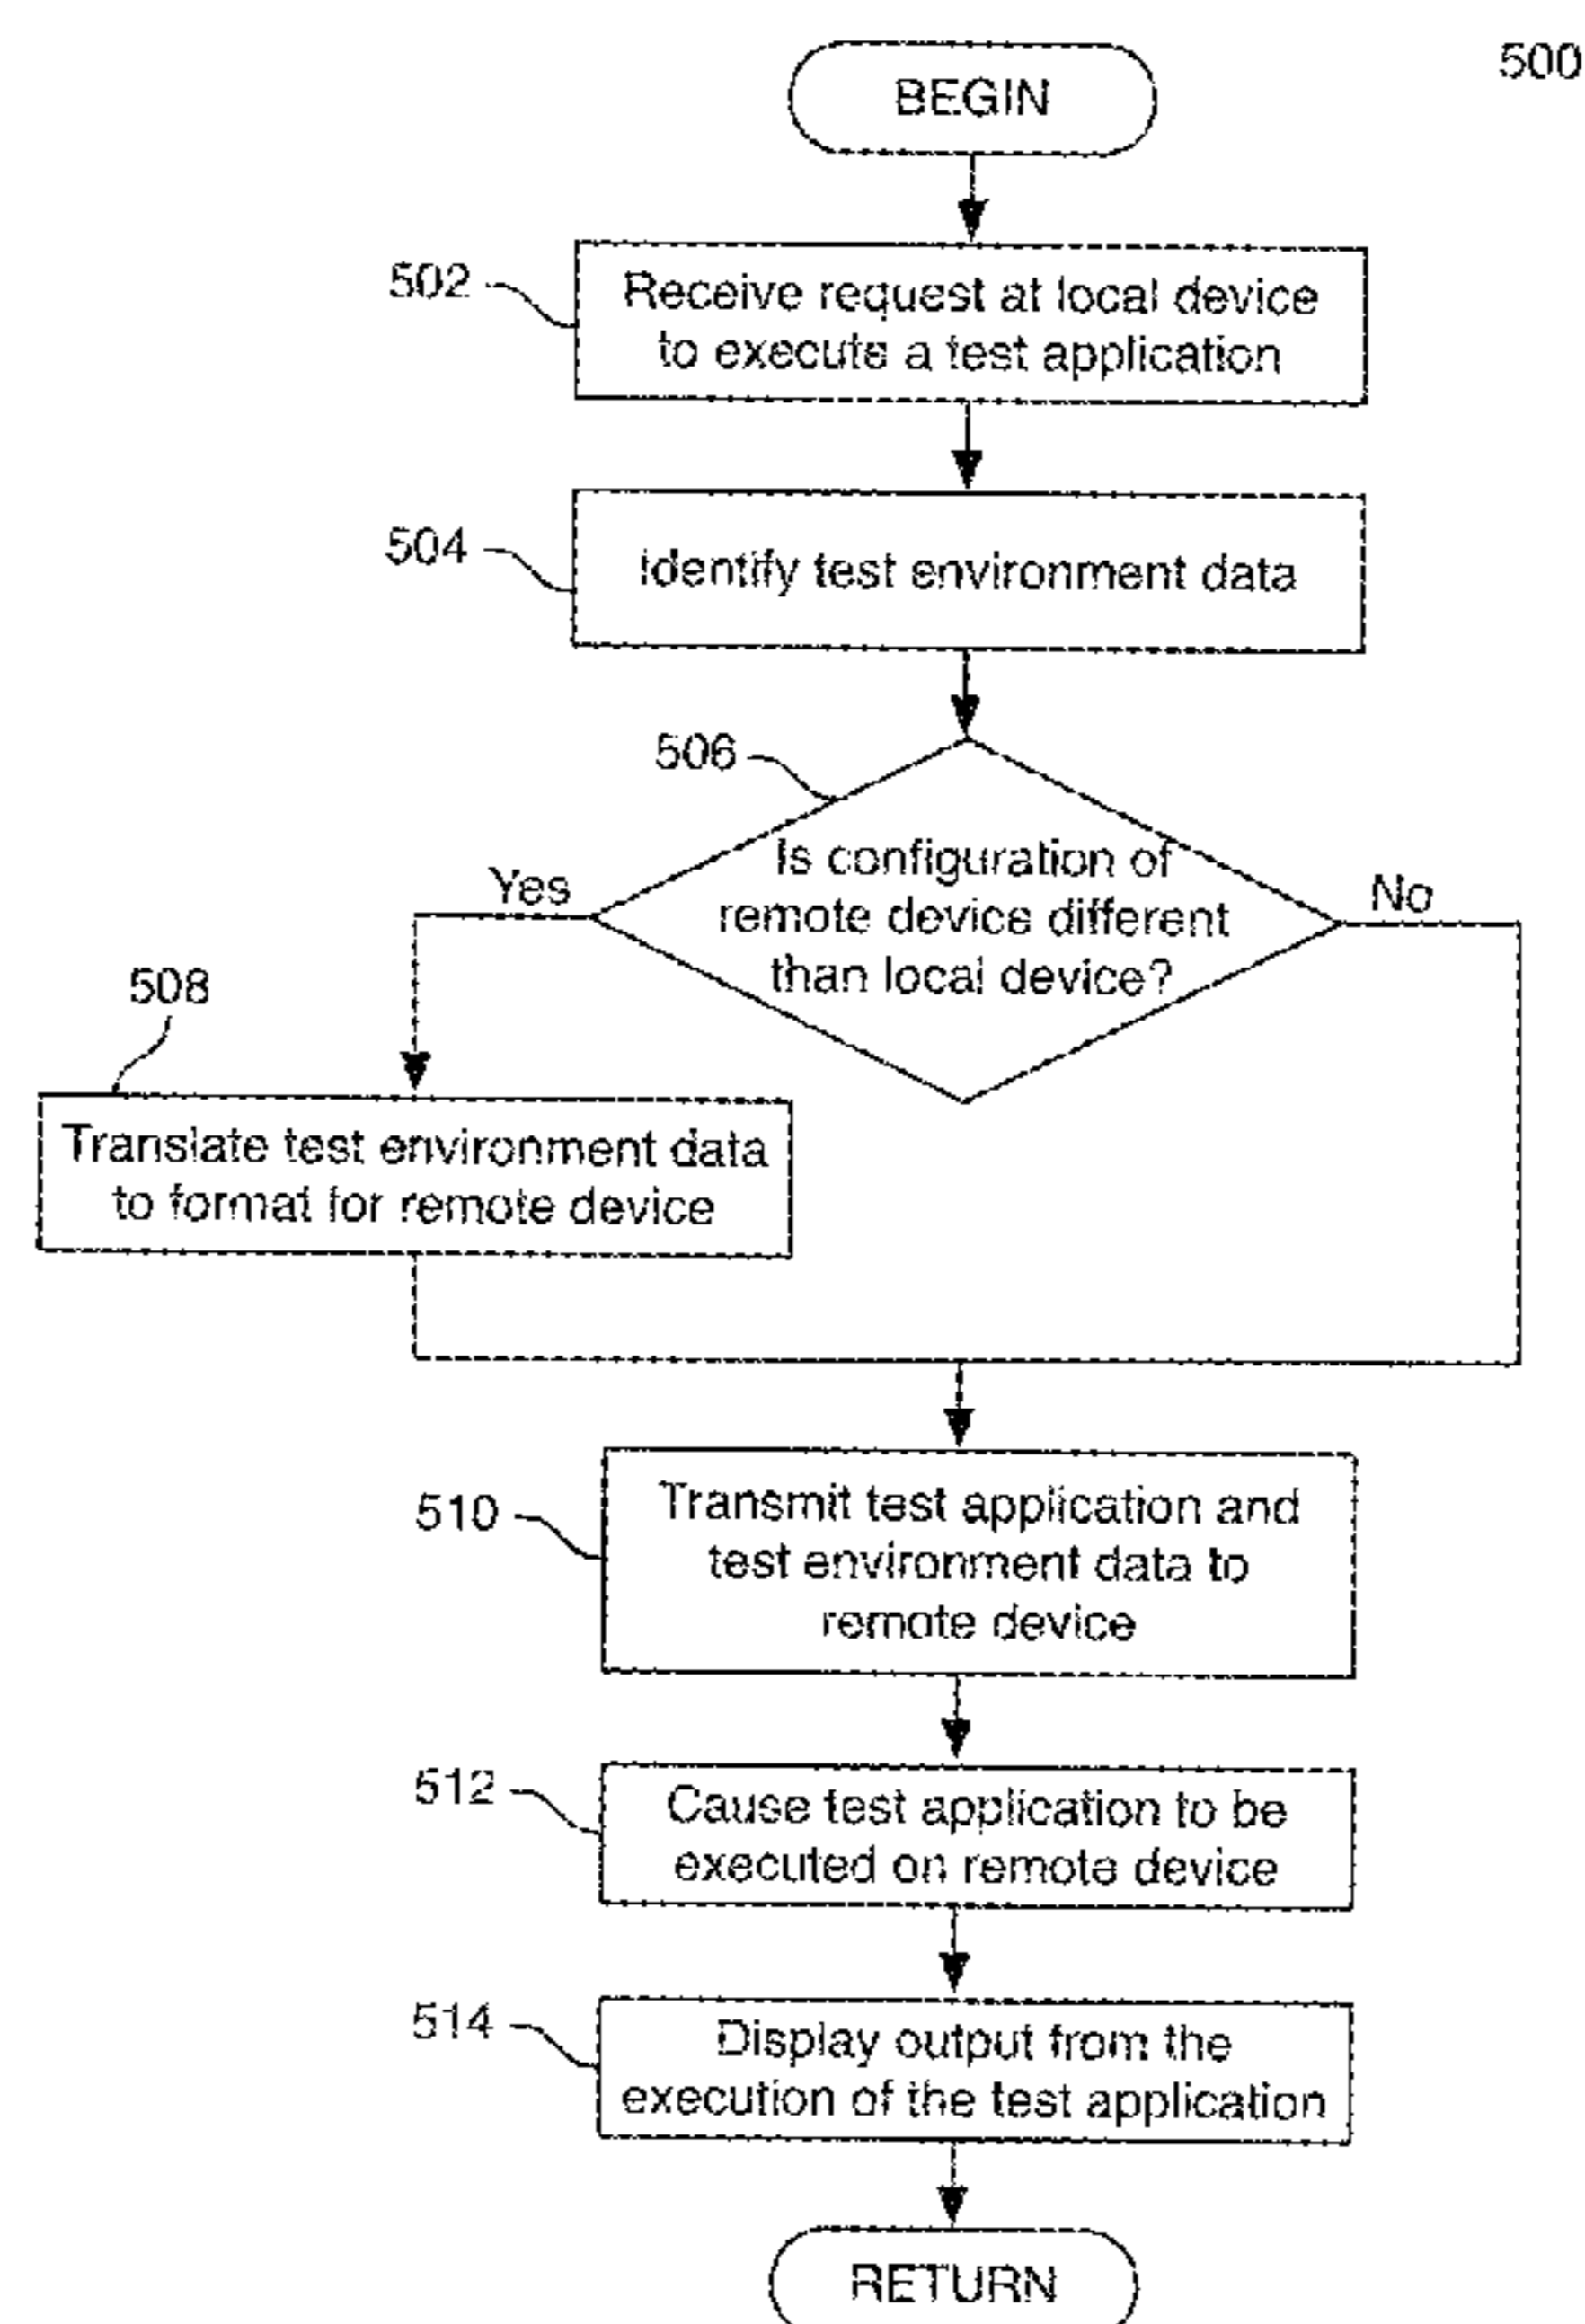 500
BEGIN
502
Receive request at local device
to execute a test application
504
Identify test environment data
506
Is configuration of
remote device different
than local device?
Yes
No
508
Translate test environment data
to format for remote device
510
Transmit test application and
test environment data to
remote device
512
Cause test application to be
executed on remote device
514
Display output from the
execution of the test application
RETURN